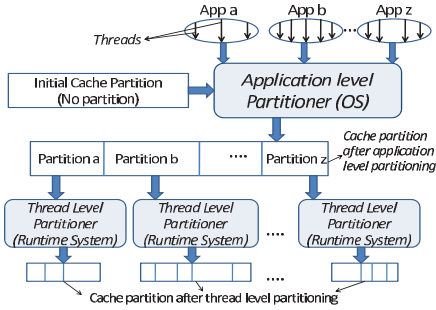 App a App b App z
Threads
...
Initial Cache Partition
(No partition)
Application level
Partitioner (OS)
Cache partition
after application
level partitioning
Partition a Partition b .... Partition z
Thread Level
Partitioner
(Runtime System)
Thread Level
Partitioner
(Runtime System)
....
Thread Level
Partitioner
(Runtime System)
....
Cache partition after thread level partitioning